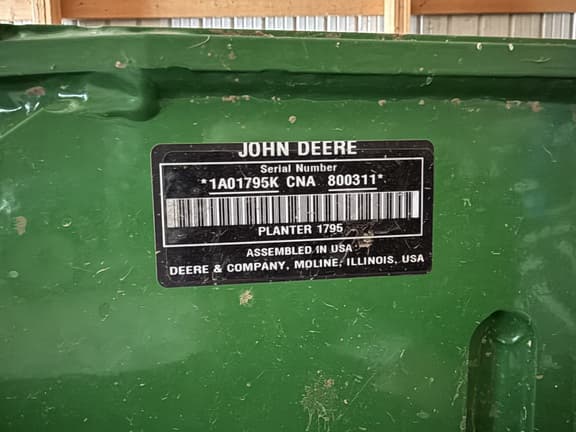 JOHN DEERE
Serial Number
*1A01795K CNA 800311*
PLANTER 1795
ASSEMBLED IN USA
DEERE & COMPANY, MOLINE, ILLINOIS, USA